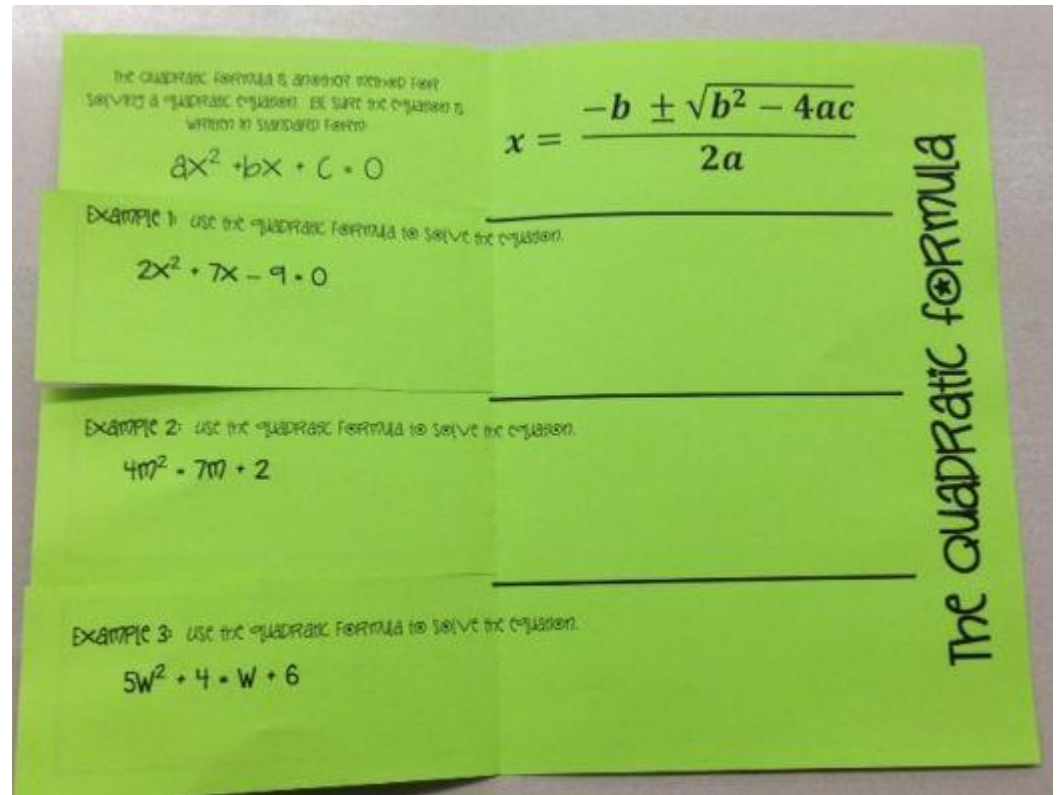 The quadratic formula is another method for
solving a quadratic equation. Be sure the equation is
written in standard form:
ax² + bx + c = 0
x = \frac{-b ± \sqrt{b² − 4ac}}{2a}
Example 1: Use the quadratic formula to solve the equation.
2x² + 7x − 9 = 0
Example 2: Use the quadratic formula to solve the equation.
4m² = 7m + 2
Example 3: Use the quadratic formula to solve the equation.
5w² + 4 = w + 6
The quadratic formula